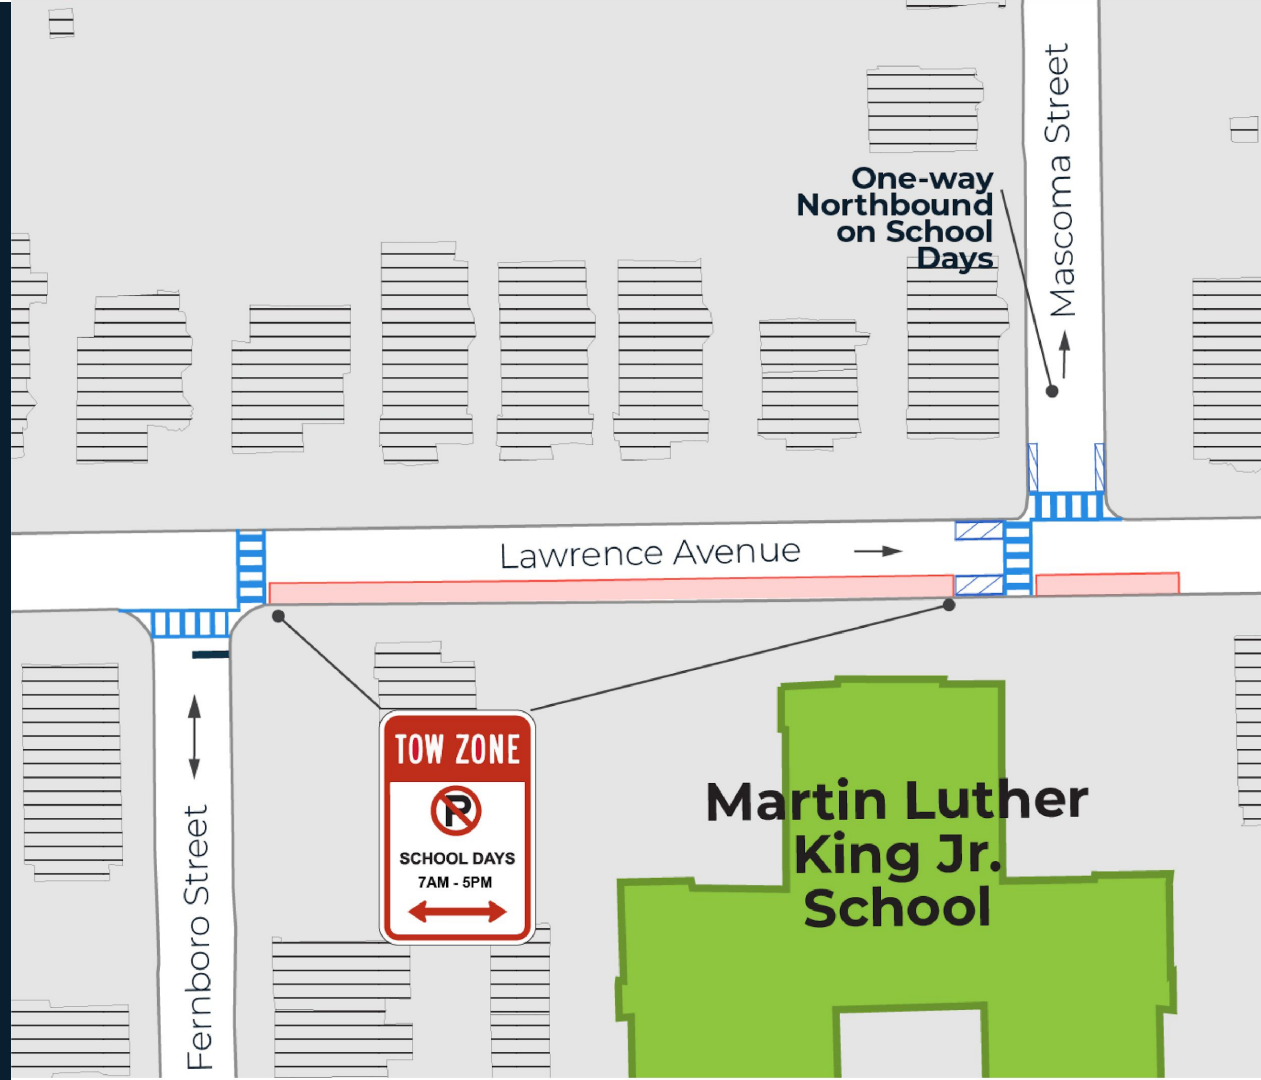 One-way
Northbound
on School
Days
Mascoma Street
Lawrence Avenue
TOW ZONE
P
SCHOOL DAYS
7AM - 5PM
Martin Luther
King Jr.
School
Fernboro Street